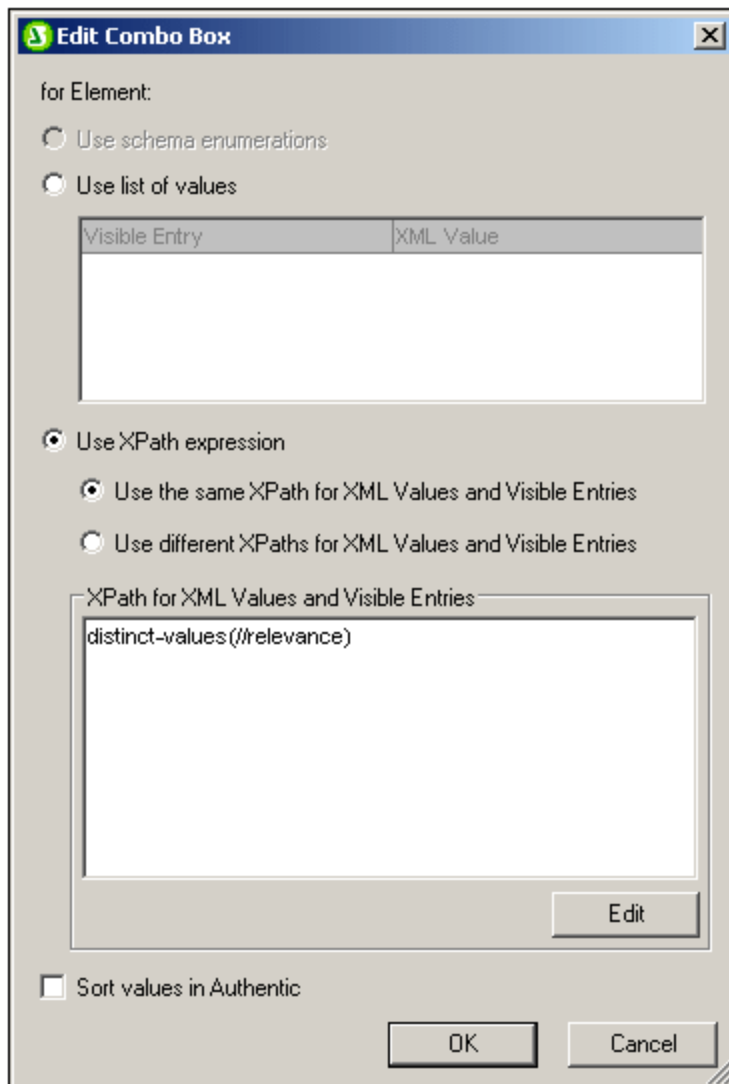 Edit Combo Box
for Element:
Use schema enumerations
Use list of values
Visible Entry XML Value
Use XPath expression
Use the same XPath for XML Values and Visible Entries
Use different XPaths for XML Values and Visible Entries
XPath for XML Values and Visible Entries
distinct-values(//relevance)
Edit
Sort values in Authentic
OK Cancel